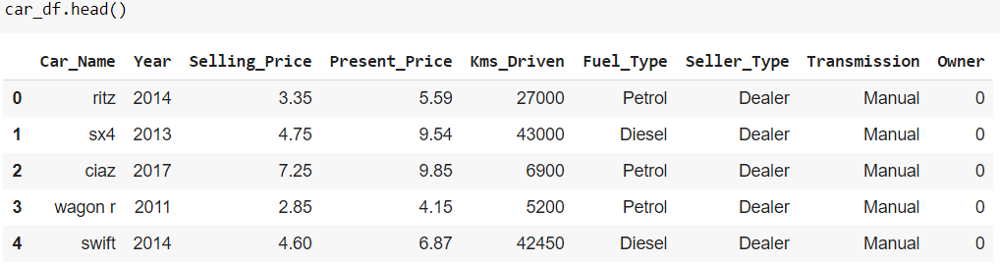 car_df.head()
Car_Name Year Selling_Price Present_Price Kms_Driven Fuel_Type Seller_Type Transmission Owner
0 ritz 2014 3.35 5.59 27000 Petrol Dealer Manual 0
1 sx4 2013 4.75 9.54 43000 Diesel Dealer Manual 0
2 ciaz 2017 7.25 9.85 6900 Petrol Dealer Manual 0
3 wagon r 2011 2.85 4.15 5200 Petrol Dealer Manual 0
4 swift 2014 4.60 6.87 42450 Diesel Dealer Manual 0